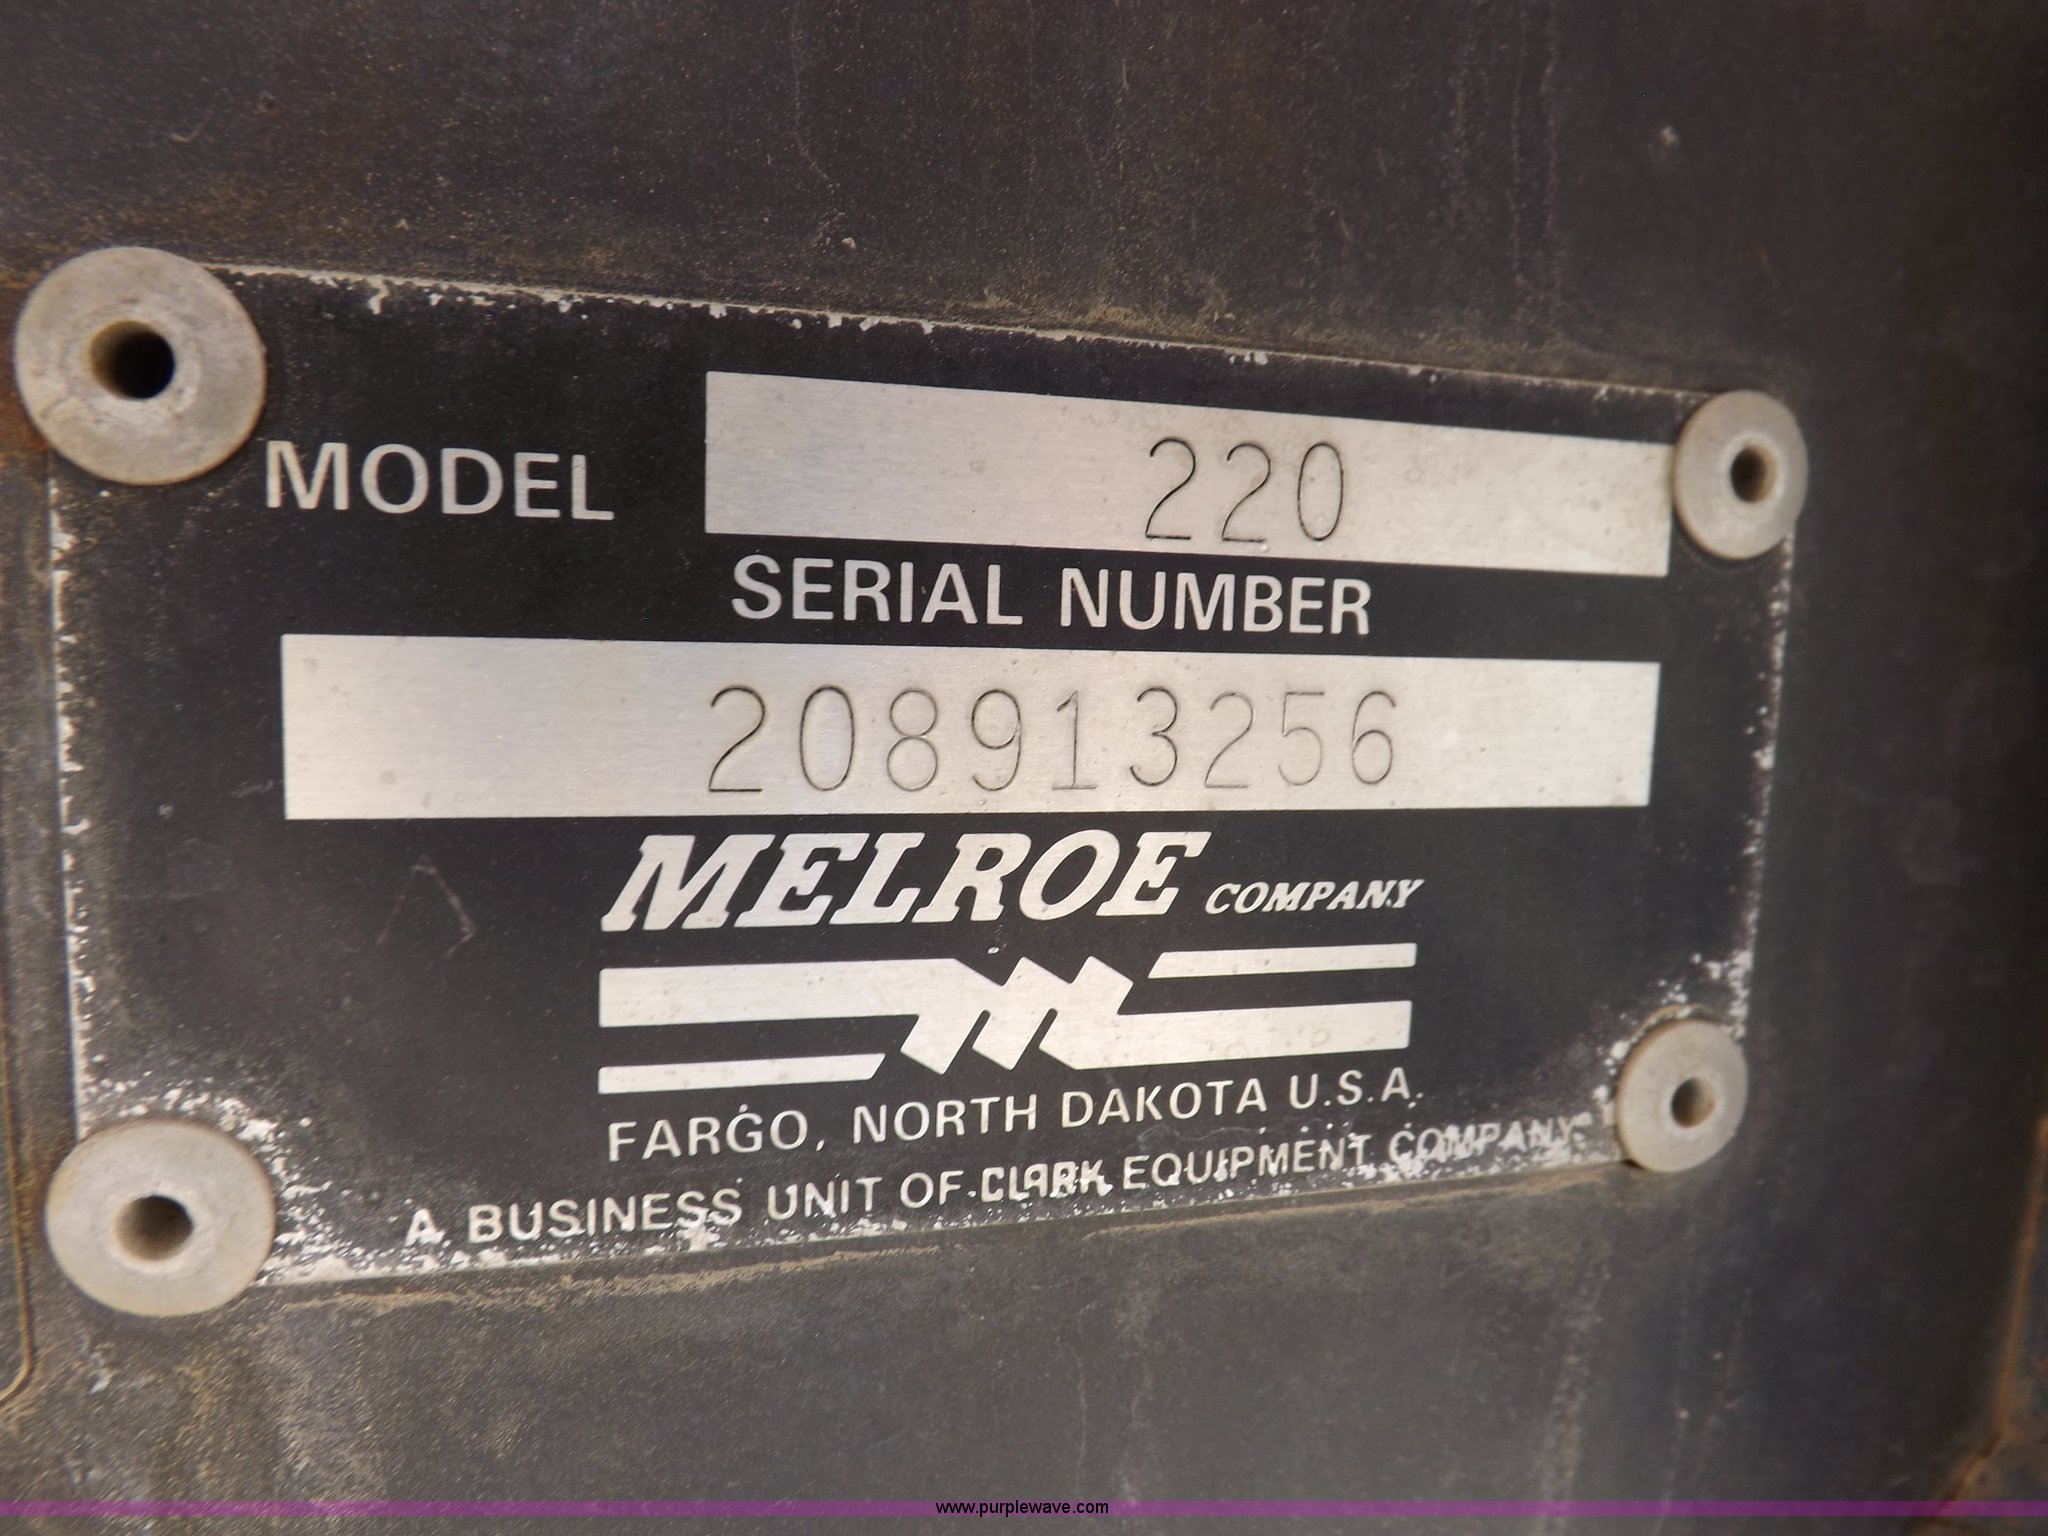 MODEL 220
SERIAL NUMBER
208913256
MELROE COMPANY
FARGO, NORTH DAKOTA U.S.A.
A BUSINESS UNIT OF CLARK EQUIPMENT COMPANY
www.purplewave.com